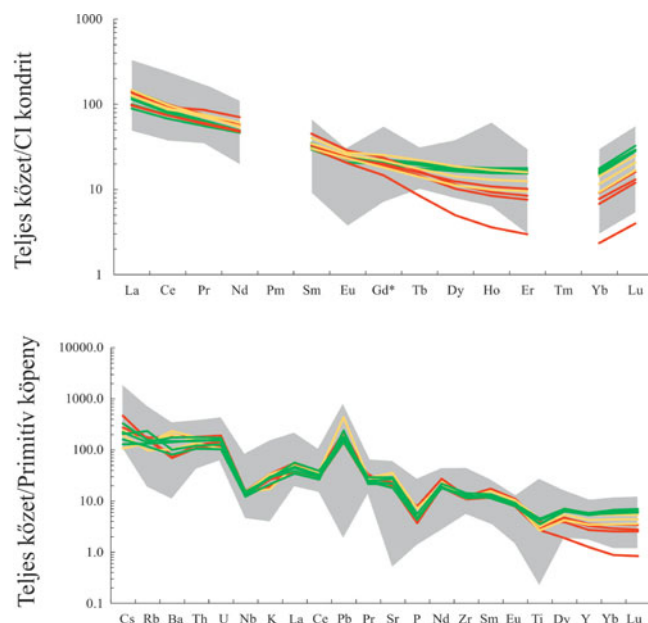 Teljes kőzet/CI kondrit
1000
100
10
1
La Ce Pr Nd Pm Sm Eu Gd* Tb Dy Ho Er Tm Yb Lu
Teljes kőzet/Primitív köpeny
10000.0
1000.0
100.0
10.0
1.0
0.1
Cs Rb Ba Th U Nb K La Ce Pb Pr Sr P Nd Zr Sm Eu Ti Dy Y Yb Lu